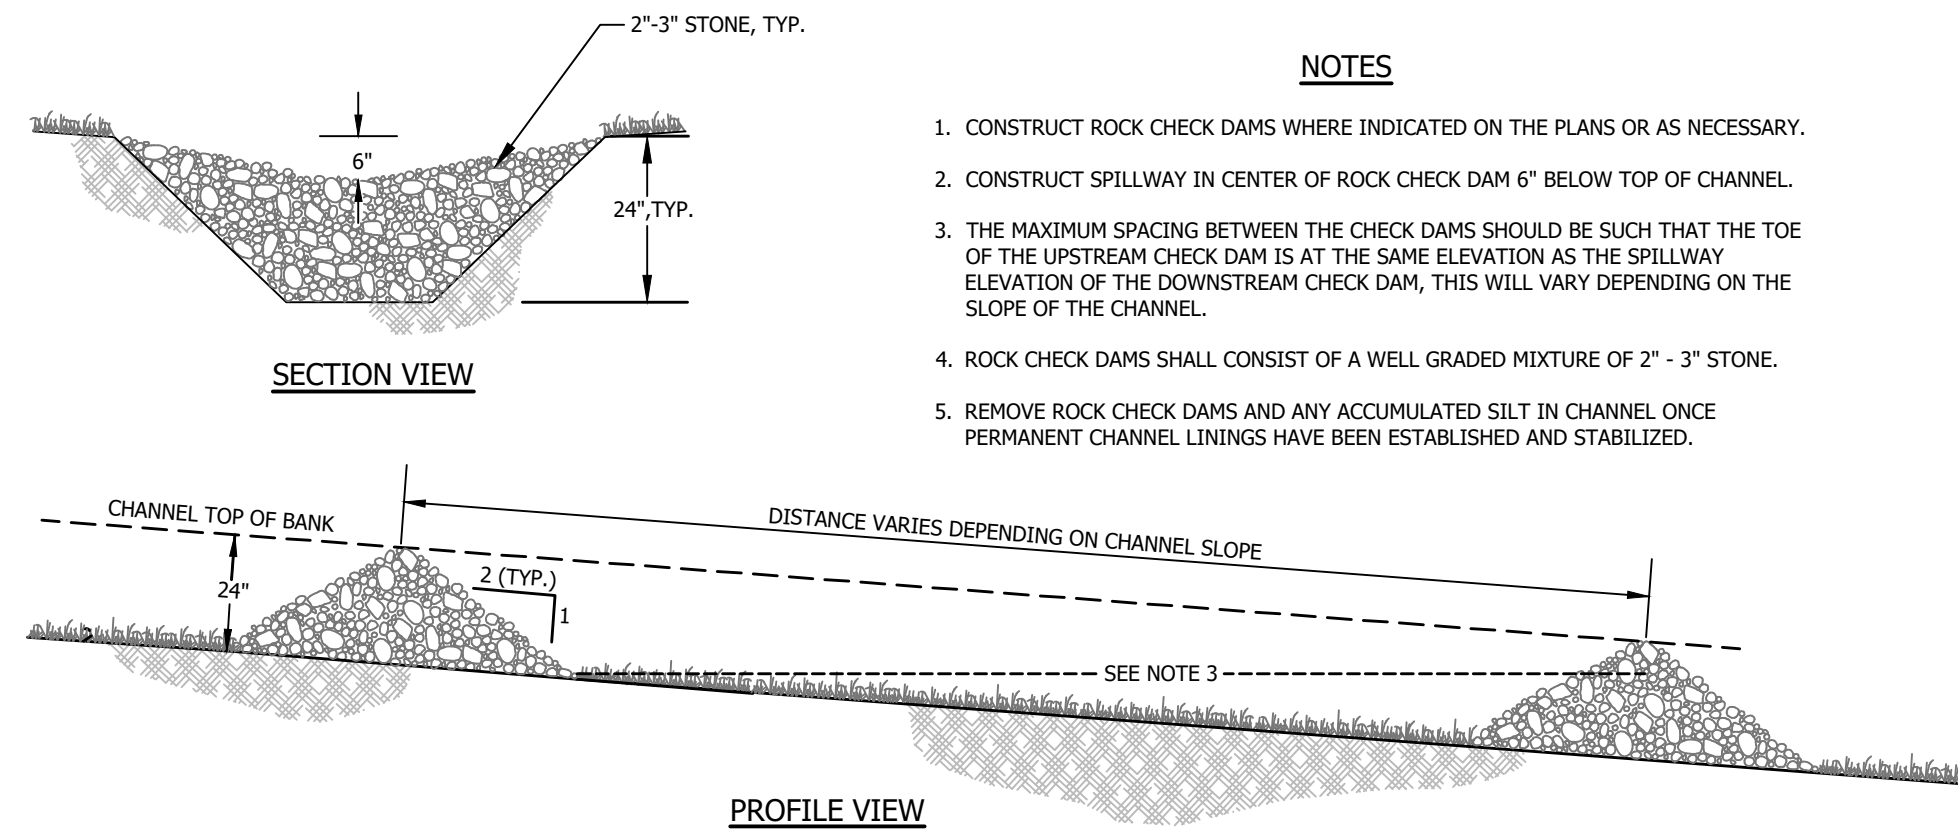 2"-3" STONE, TYP.
6"
24",TYP.
SECTION VIEW
NOTES
1. CONSTRUCT ROCK CHECK DAMS WHERE INDICATED ON THE PLANS OR AS NECESSARY.
2. CONSTRUCT SPILLWAY IN CENTER OF ROCK CHECK DAM 6" BELOW TOP OF CHANNEL.
3. THE MAXIMUM SPACING BETWEEN THE CHECK DAMS SHOULD BE SUCH THAT THE TOE
OF THE UPSTREAM CHECK DAM IS AT THE SAME ELEVATION AS THE SPILLWAY
ELEVATION OF THE DOWNSTREAM CHECK DAM, THIS WILL VARY DEPENDING ON THE
SLOPE OF THE CHANNEL.
4. ROCK CHECK DAMS SHALL CONSIST OF A WELL GRADED MIXTURE OF 2" - 3" STONE.
5. REMOVE ROCK CHECK DAMS AND ANY ACCUMULATED SILT IN CHANNEL ONCE
PERMANENT CHANNEL LININGS HAVE BEEN ESTABLISHED AND STABILIZED.
CHANNEL TOP OF BANK
DISTANCE VARIES DEPENDING ON CHANNEL SLOPE
24"
2 (TYP.)
1
SEE NOTE 3
PROFILE VIEW